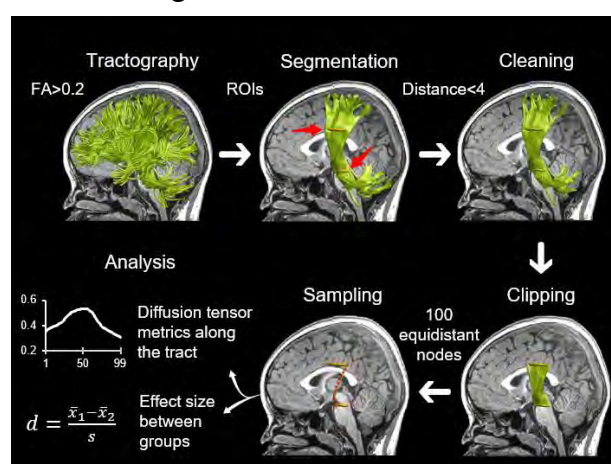 Tractography
Segmentation
Cleaning
FA>0.2
ROIs
Distance<4
Analysis
Sampling
Clipping
0.6
0.4
0.2
1 50 99
Diffusion tensor
metrics along
the tract
100
equidistant
nodes
Effect size
between
groups
d = (x̄₁−x̄₂)/s